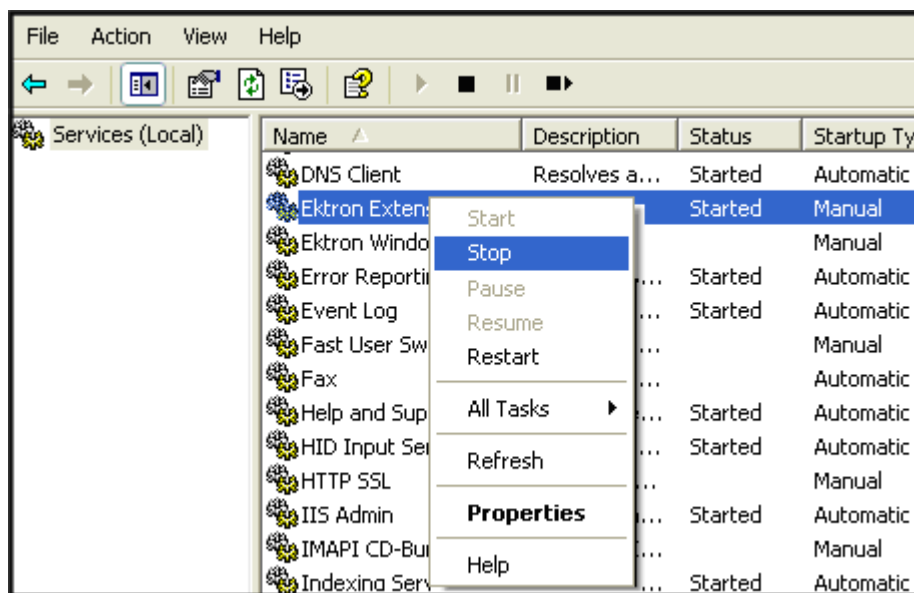 File Action View Help
Services (Local)
Name Description Status Startup Ty
DNS Client Resolves a... Started Automatic
Ektron Extens Started Manual
Ektron Windo Manual
Error Reporti ... Started Automatic
Event Log ... Started Automatic
Fast User Sw ... Manual
Fax ... Automatic
Help and Sup ... Started Automatic
HID Input Ser ... Started Automatic
HTTP SSL ... Manual
IIS Admin ... Started Automatic
IMAPI CD-Bur ... Manual
Indexing Serv Started Automatic
Start
Stop
Pause
Resume
Restart
All Tasks
Refresh
Properties
Help